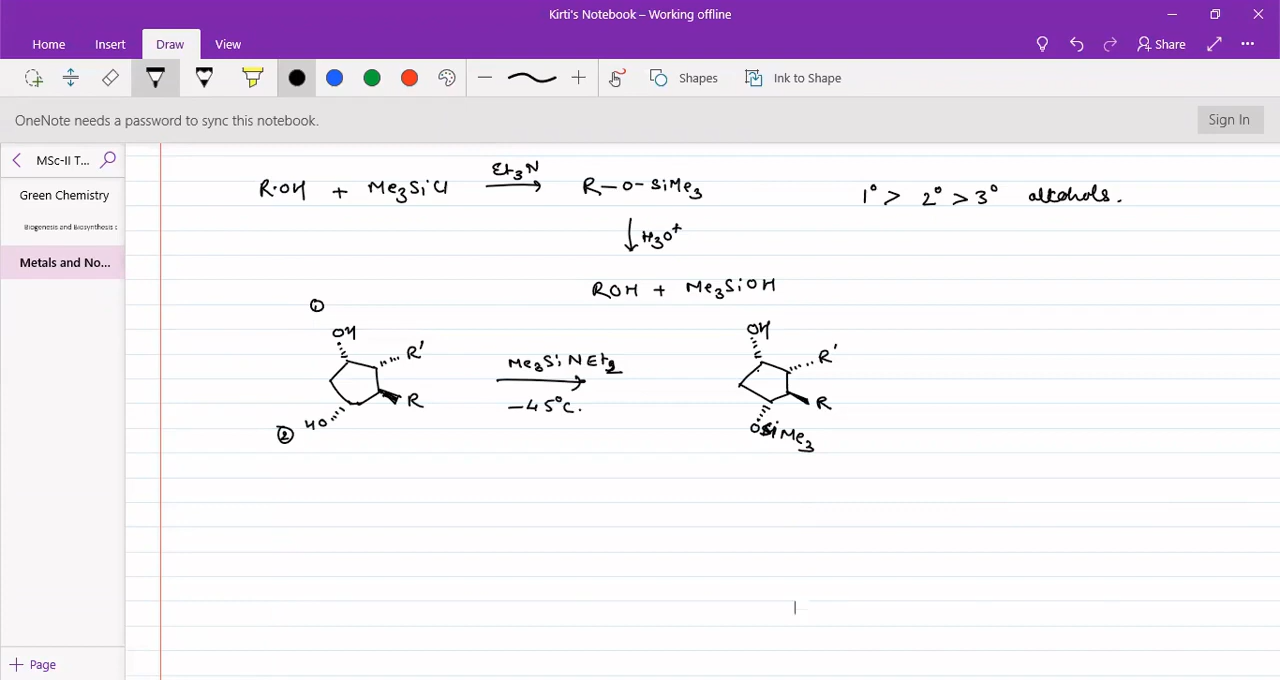 Kirti's Notebook – Working offline
Home Insert Draw View
Share
Shapes Ink to Shape
OneNote needs a password to sync this notebook.
Sign In
MSc-II T...
Green Chemistry
Biogenesis and Biosynthesis s
Metals and No...
Page
R·OH + Me3SiCl Et3N R–O–SiMe3 1° > 2° > 3° alcohols.
H3O+
ROH + Me3SiOH
①
OH R' R HO ②
Me3SiNEt2
–45°C.
OH R' R OSiMe3